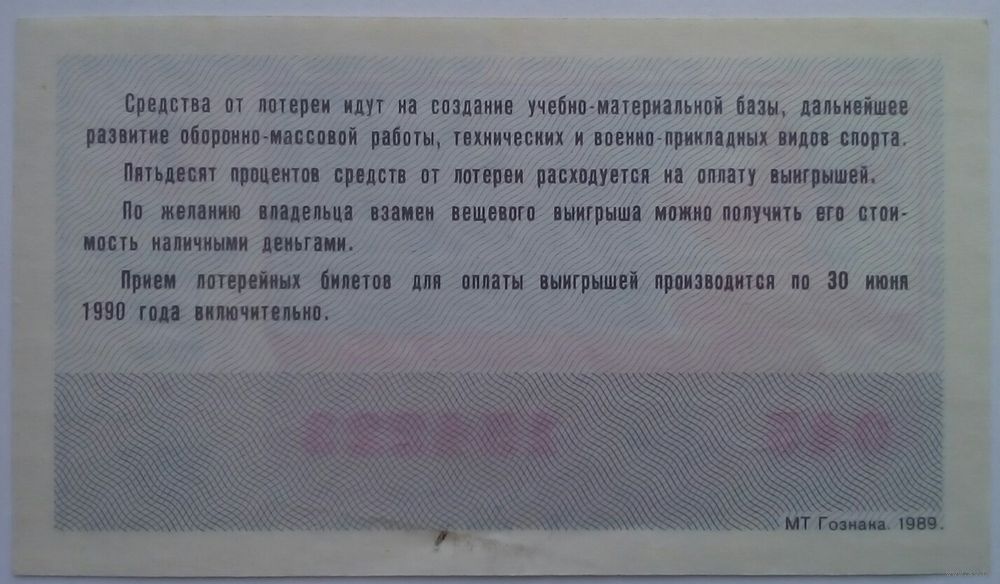 Средства от лотереи идут на создание учебно-материальной базы, дальнейшее
развитие оборонно-массовой работы, технических и военно-прикладных видов спорта.
Пятьдесят процентов средств от лотереи расходуется на оплату выигрышей.
По желанию владельца взамен вещевого выигрыша можно получить его стои-
мость наличными деньгами.
Прием лотерейных билетов для оплаты выигрышей производится по 30 июня
1990 года включительно.
МТ Гознака. 1989.